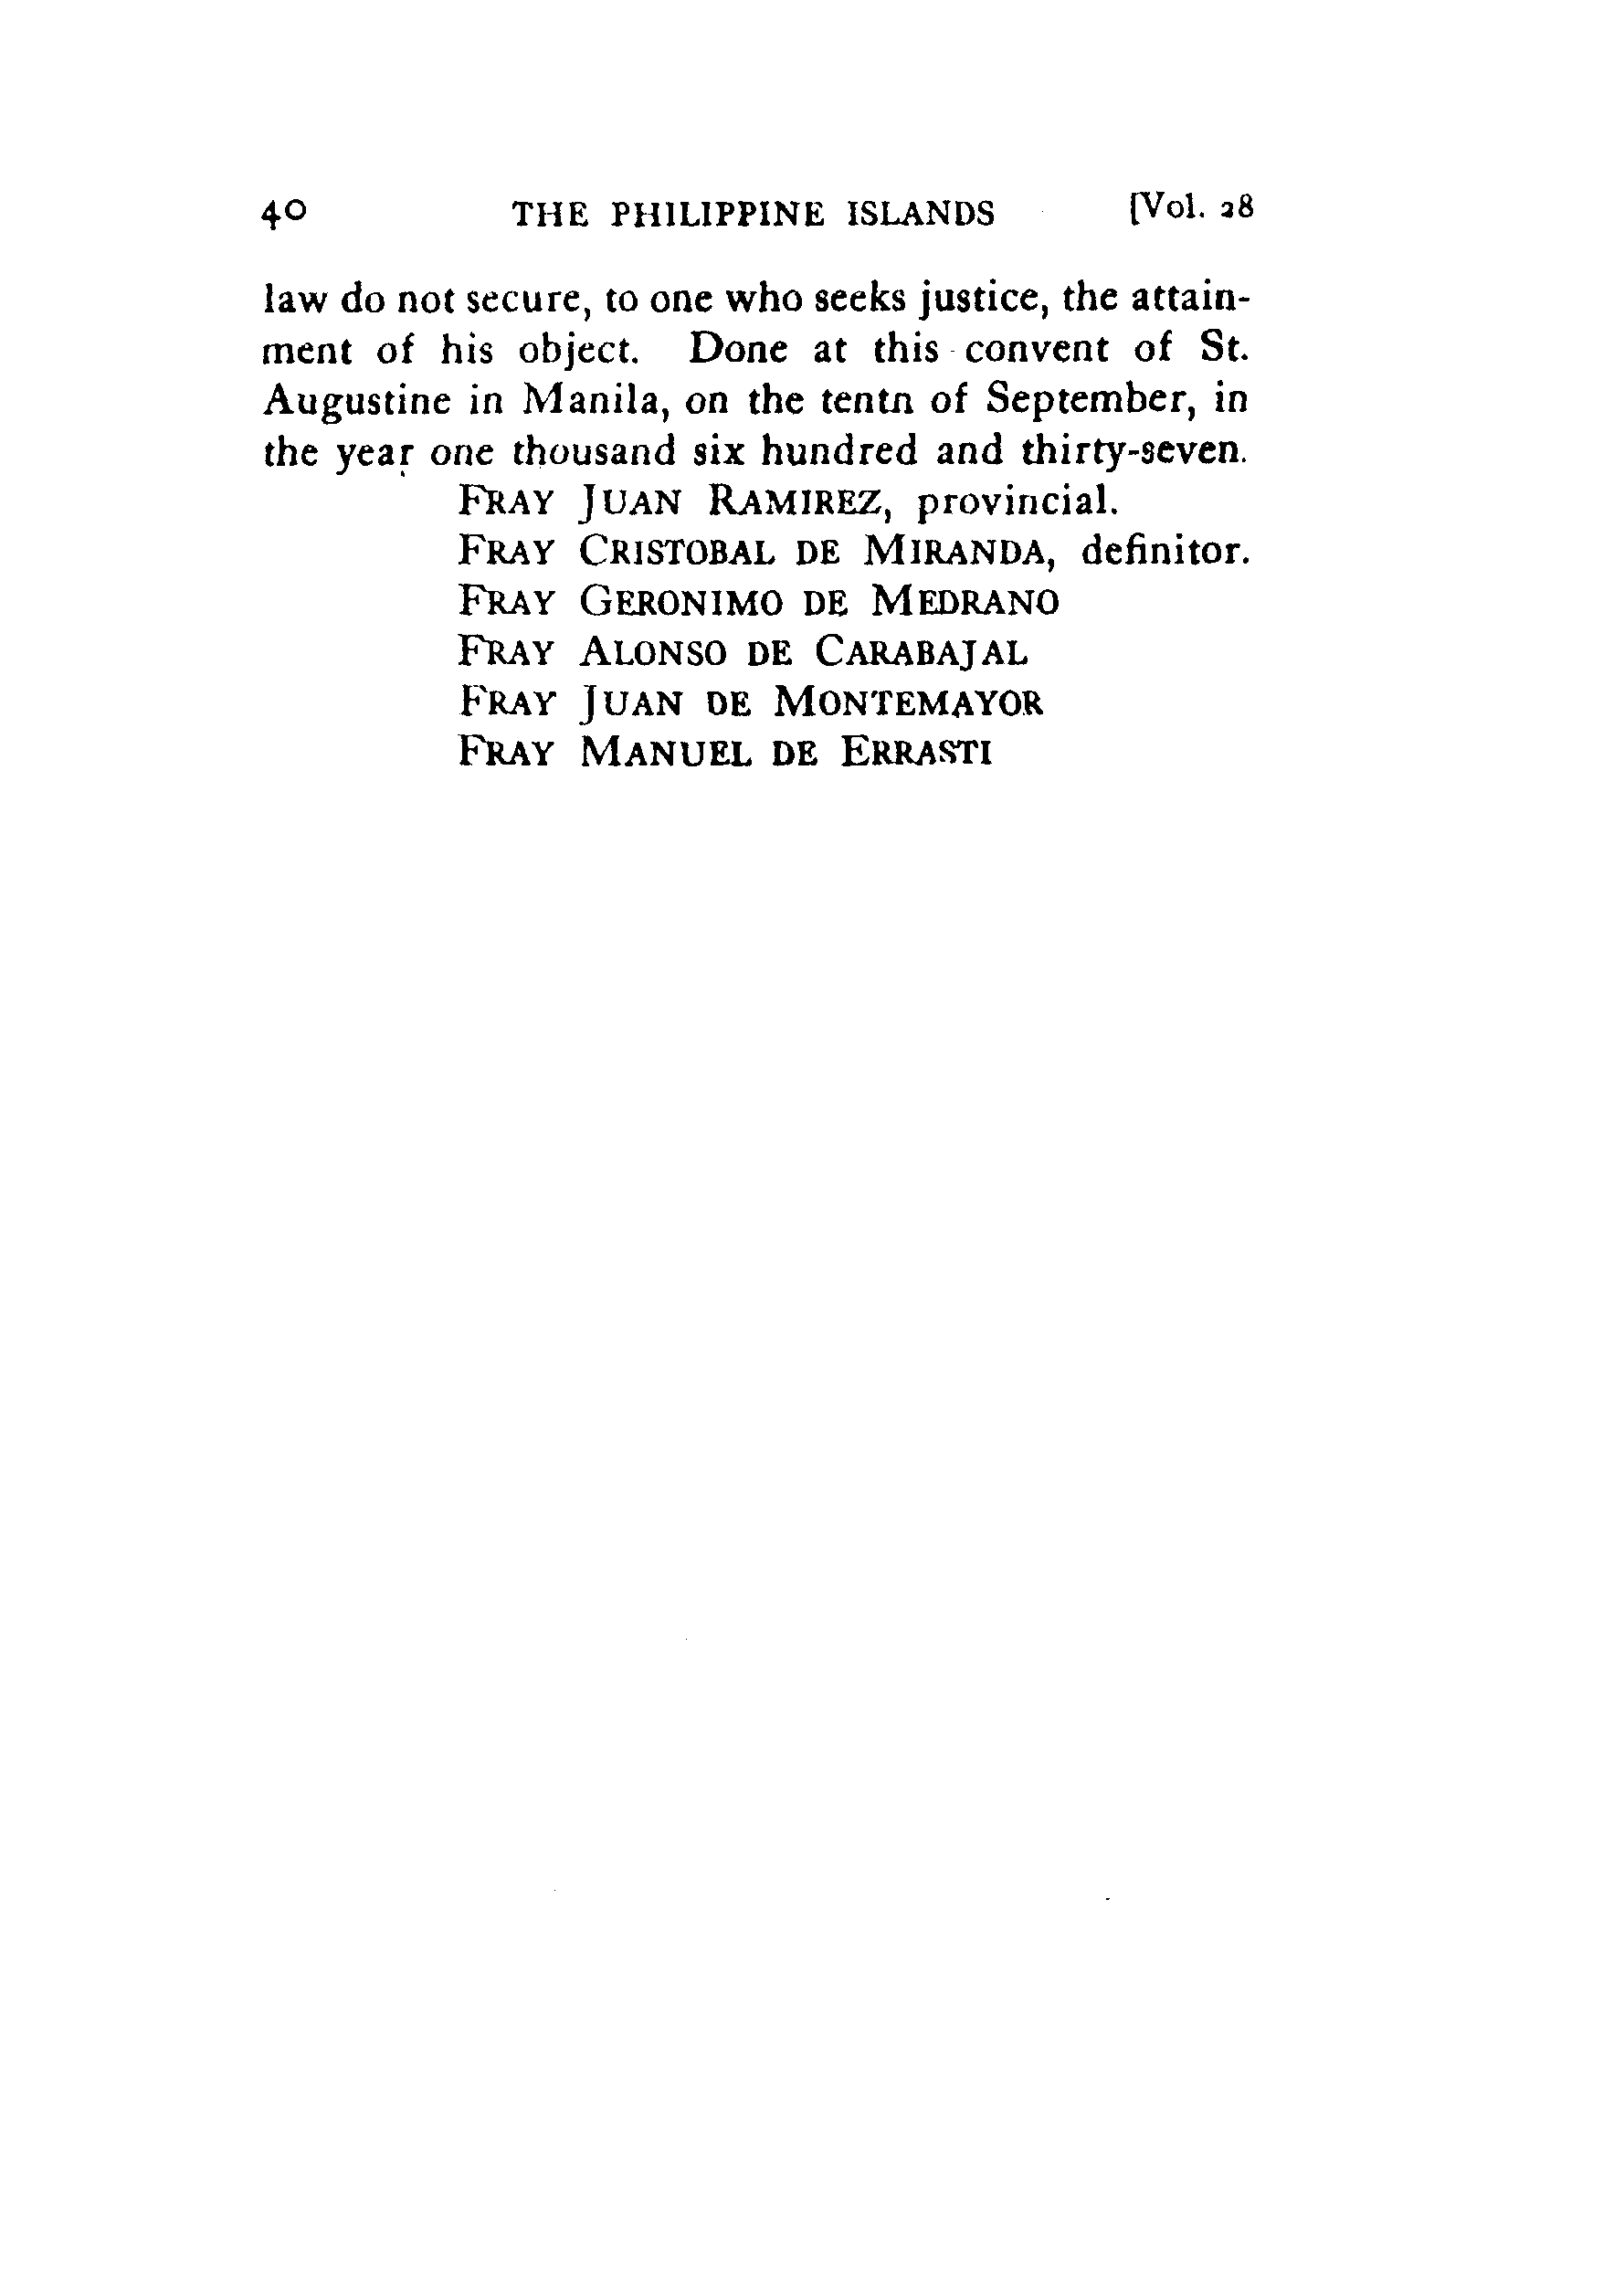 40 THE PHILIPPINE ISLANDS [Vol. 28
law do not secure, to one who seeks justice, the attain-
ment of his object. Done at this convent of St.
Augustine in Manila, on the tenth of September, in
the year one thousand six hundred and thirty-seven.
FRAY JUAN RAMIREZ, provincial.
FRAY CRISTOBAL DE MIRANDA, definitor.
FRAY GERONIMO DE MEDRANO
FRAY ALONSO DE CARABAJAL
FRAY JUAN DE MONTEMAYOR
FRAY MANUEL DE ERRASTI